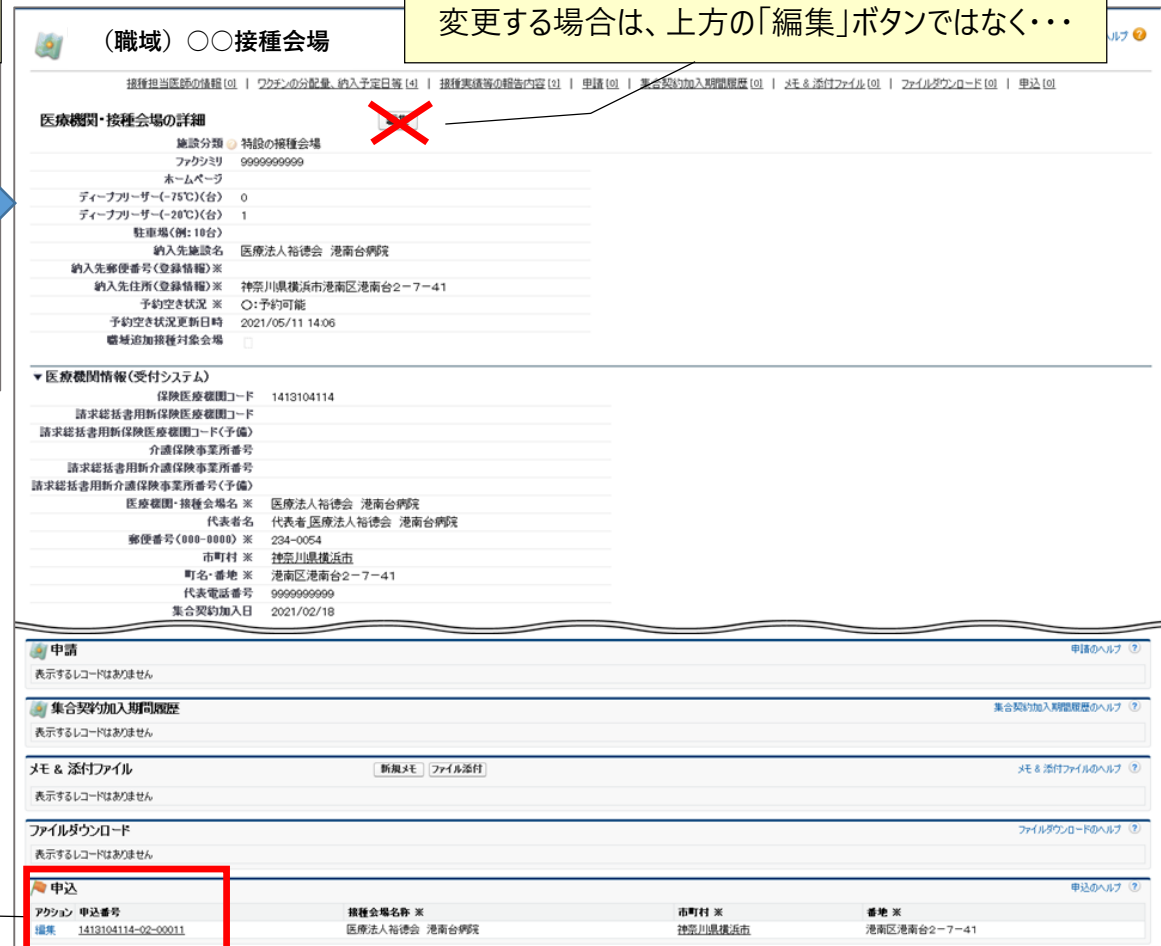 変更する場合は、上方の「編集」ボタンではなく・・・
（職域）○○接種会場
ヘルプ
接種担当医師の情報 [0] | ワクチンの分配量、納入予定日等 [4] | 接種実績等の報告内容 [2] | 申請 [0] | 集合契約加入期間履歴 [0] | メモ & 添付ファイル [0] | ファイルダウンロード [0] | 申込 [0]
医療機関・接種会場の詳細
施設分類 特設の接種会場
ファクシミリ 9999999999
ホームページ
ディープフリーザー(-75℃)(台) 0
ディープフリーザー(-20℃)(台) 1
駐車場(例：10台)
納入先施設名 医療法人裕徳会 港南台病院
納入先郵便番号(登録情報)※
納入先住所(登録情報)※ 神奈川県横浜市港南区港南台2－7－41
予約空き状況 ※ ○：予約可能
予約空き状況更新日時 2021/05/11 14:06
職域追加接種対象会場
▼医療機関情報(受付システム)
保険医療機関コード 1413104114
請求総括書用新保険医療機関コード
請求総括書用新保険医療機関コード(予備)
介護保険事業所番号
請求総括書用新介護保険事業所番号
請求総括書用新介護保険事業所番号(予備)
医療機関・接種会場名 ※ 医療法人裕徳会 港南台病院
代表者名 代表者_医療法人裕徳会 港南台病院
郵便番号(000-0000) ※ 234-0054
市町村 ※ 神奈川県横浜市
町名・番地 ※ 港南区港南台2－7－41
代表電話番号 9999999999
集合契約加入日 2021/02/18
申請 申請のヘルプ ?
表示するレコードはありません
集合契約加入期間履歴 集合契約加入期間履歴のヘルプ ?
表示するレコードはありません
メモ & 添付ファイル 新規メモ ファイル添付 メモ & 添付ファイルのヘルプ ?
表示するレコードはありません
ファイルダウンロード ファイルダウンロードのヘルプ ?
表示するレコードはありません
申込 申込のヘルプ ?
アクション 申込番号 接種会場名称 ※ 市町村 ※ 番地 ※
編集 1413104114-02-00011 医療法人裕徳会 港南台病院 神奈川県横浜市 港南区港南台2－7－41